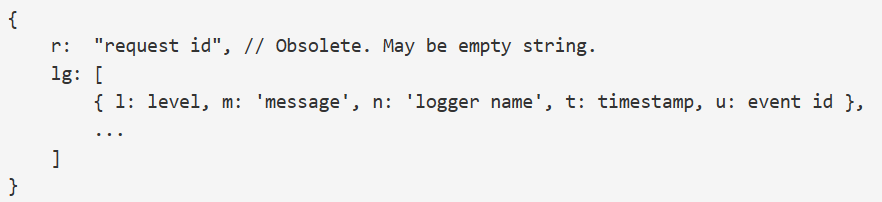 {
    r:  "request id", // Obsolete. May be empty string.
    lg: [
        { l: level, m: 'message', n: 'logger name', t: timestamp, u: event id },
        ...
    ]
}